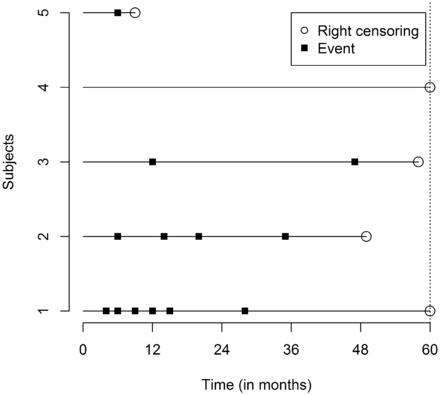 Right censoring
Event
5
4
3
2
1
Subjects
0 12 24 36 48 60
Time (in months)